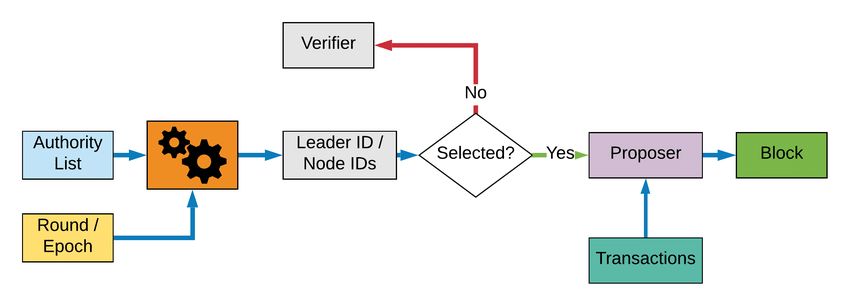 Verifier
No
Authority
List
Leader ID /
Node IDs
Selected?
Yes
Proposer
Block
Round /
Epoch
Transactions